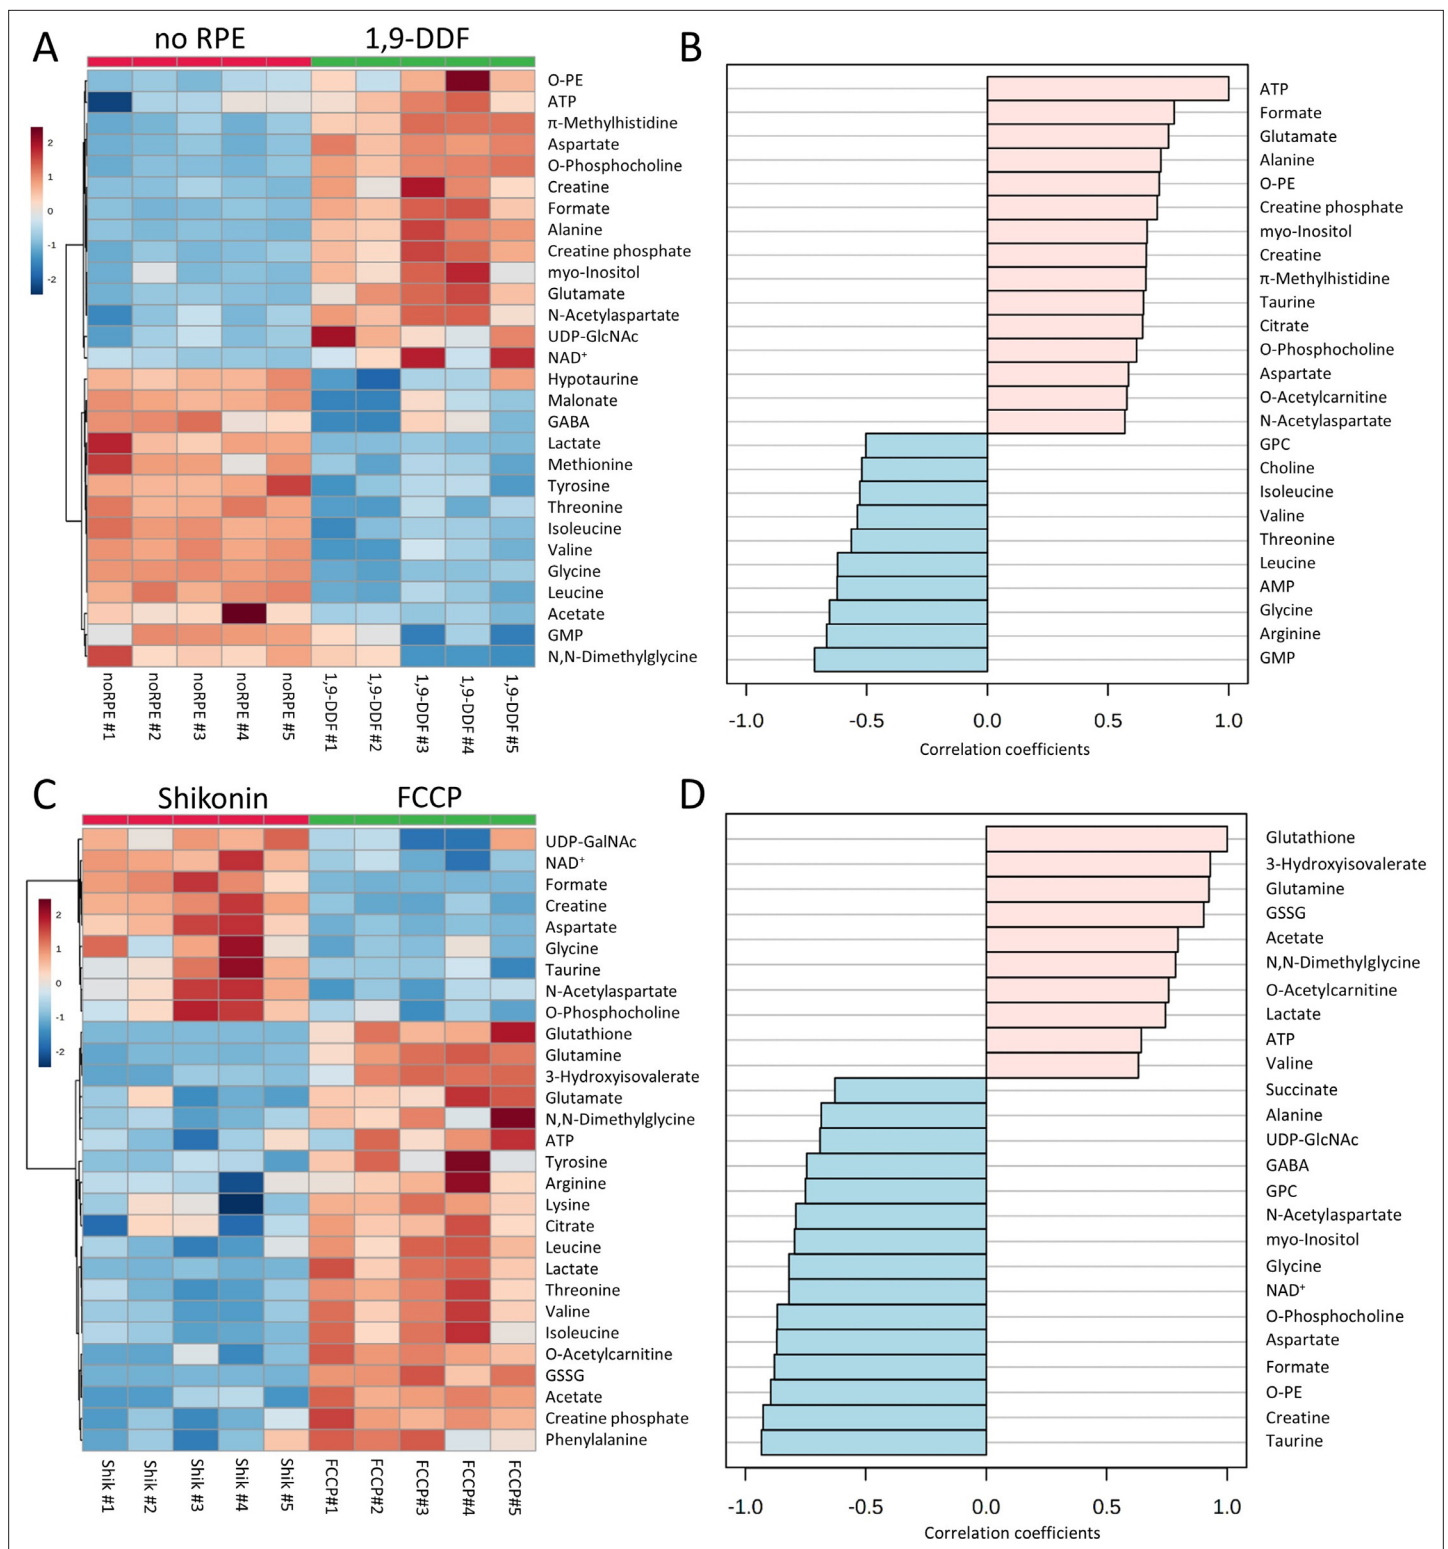 A
no RPE
1,9-DDF
2
1
0
-1
-2
O-PE
ATP
π-Methylhistidine
Aspartate
O-Phosphocholine
Creatine
Formate
Alanine
Creatine phosphate
myo-Inositol
Glutamate
N-Acetylaspartate
UDP-GlcNAc
NAD⁺
Hypotaurine
Malonate
GABA
Lactate
Methionine
Tyrosine
Threonine
Isoleucine
Valine
Glycine
Leucine
Acetate
GMP
N,N-Dimethylglycine
noRPE #1
noRPE #2
noRPE #3
noRPE #4
noRPE #5
1,9-DDF #1
1,9-DDF #2
1,9-DDF #3
1,9-DDF #4
1,9-DDF #5
B
ATP
Formate
Glutamate
Alanine
O-PE
Creatine phosphate
myo-Inositol
Creatine
π-Methylhistidine
Taurine
Citrate
O-Phosphocholine
Aspartate
O-Acetylcarnitine
N-Acetylaspartate
GPC
Choline
Isoleucine
Valine
Threonine
Leucine
AMP
Glycine
Arginine
GMP
-1.0 -0.5 0.0 0.5 1.0
Correlation coefficients
C
Shikonin
FCCP
2
1
0
-1
-2
UDP-GalNAc
NAD⁺
Formate
Creatine
Aspartate
Glycine
Taurine
N-Acetylaspartate
O-Phosphocholine
Glutathione
Glutamine
3-Hydroxyisovalerate
Glutamate
N,N-Dimethylglycine
ATP
Tyrosine
Arginine
Lysine
Citrate
Leucine
Lactate
Threonine
Valine
Isoleucine
O-Acetylcarnitine
GSSG
Acetate
Creatine phosphate
Phenylalanine
Shik #1
Shik #2
Shik #3
Shik #4
Shik #5
FCCP#1
FCCP#2
FCCP#3
FCCP#4
FCCP#5
D
Glutathione
3-Hydroxyisovalerate
Glutamine
GSSG
Acetate
N,N-Dimethylglycine
O-Acetylcarnitine
Lactate
ATP
Valine
Succinate
Alanine
UDP-GlcNAc
GABA
GPC
N-Acetylaspartate
myo-Inositol
Glycine
NAD⁺
O-Phosphocholine
Aspartate
Formate
O-PE
Creatine
Taurine
-1.0 -0.5 0.0 0.5 1.0
Correlation coefficients